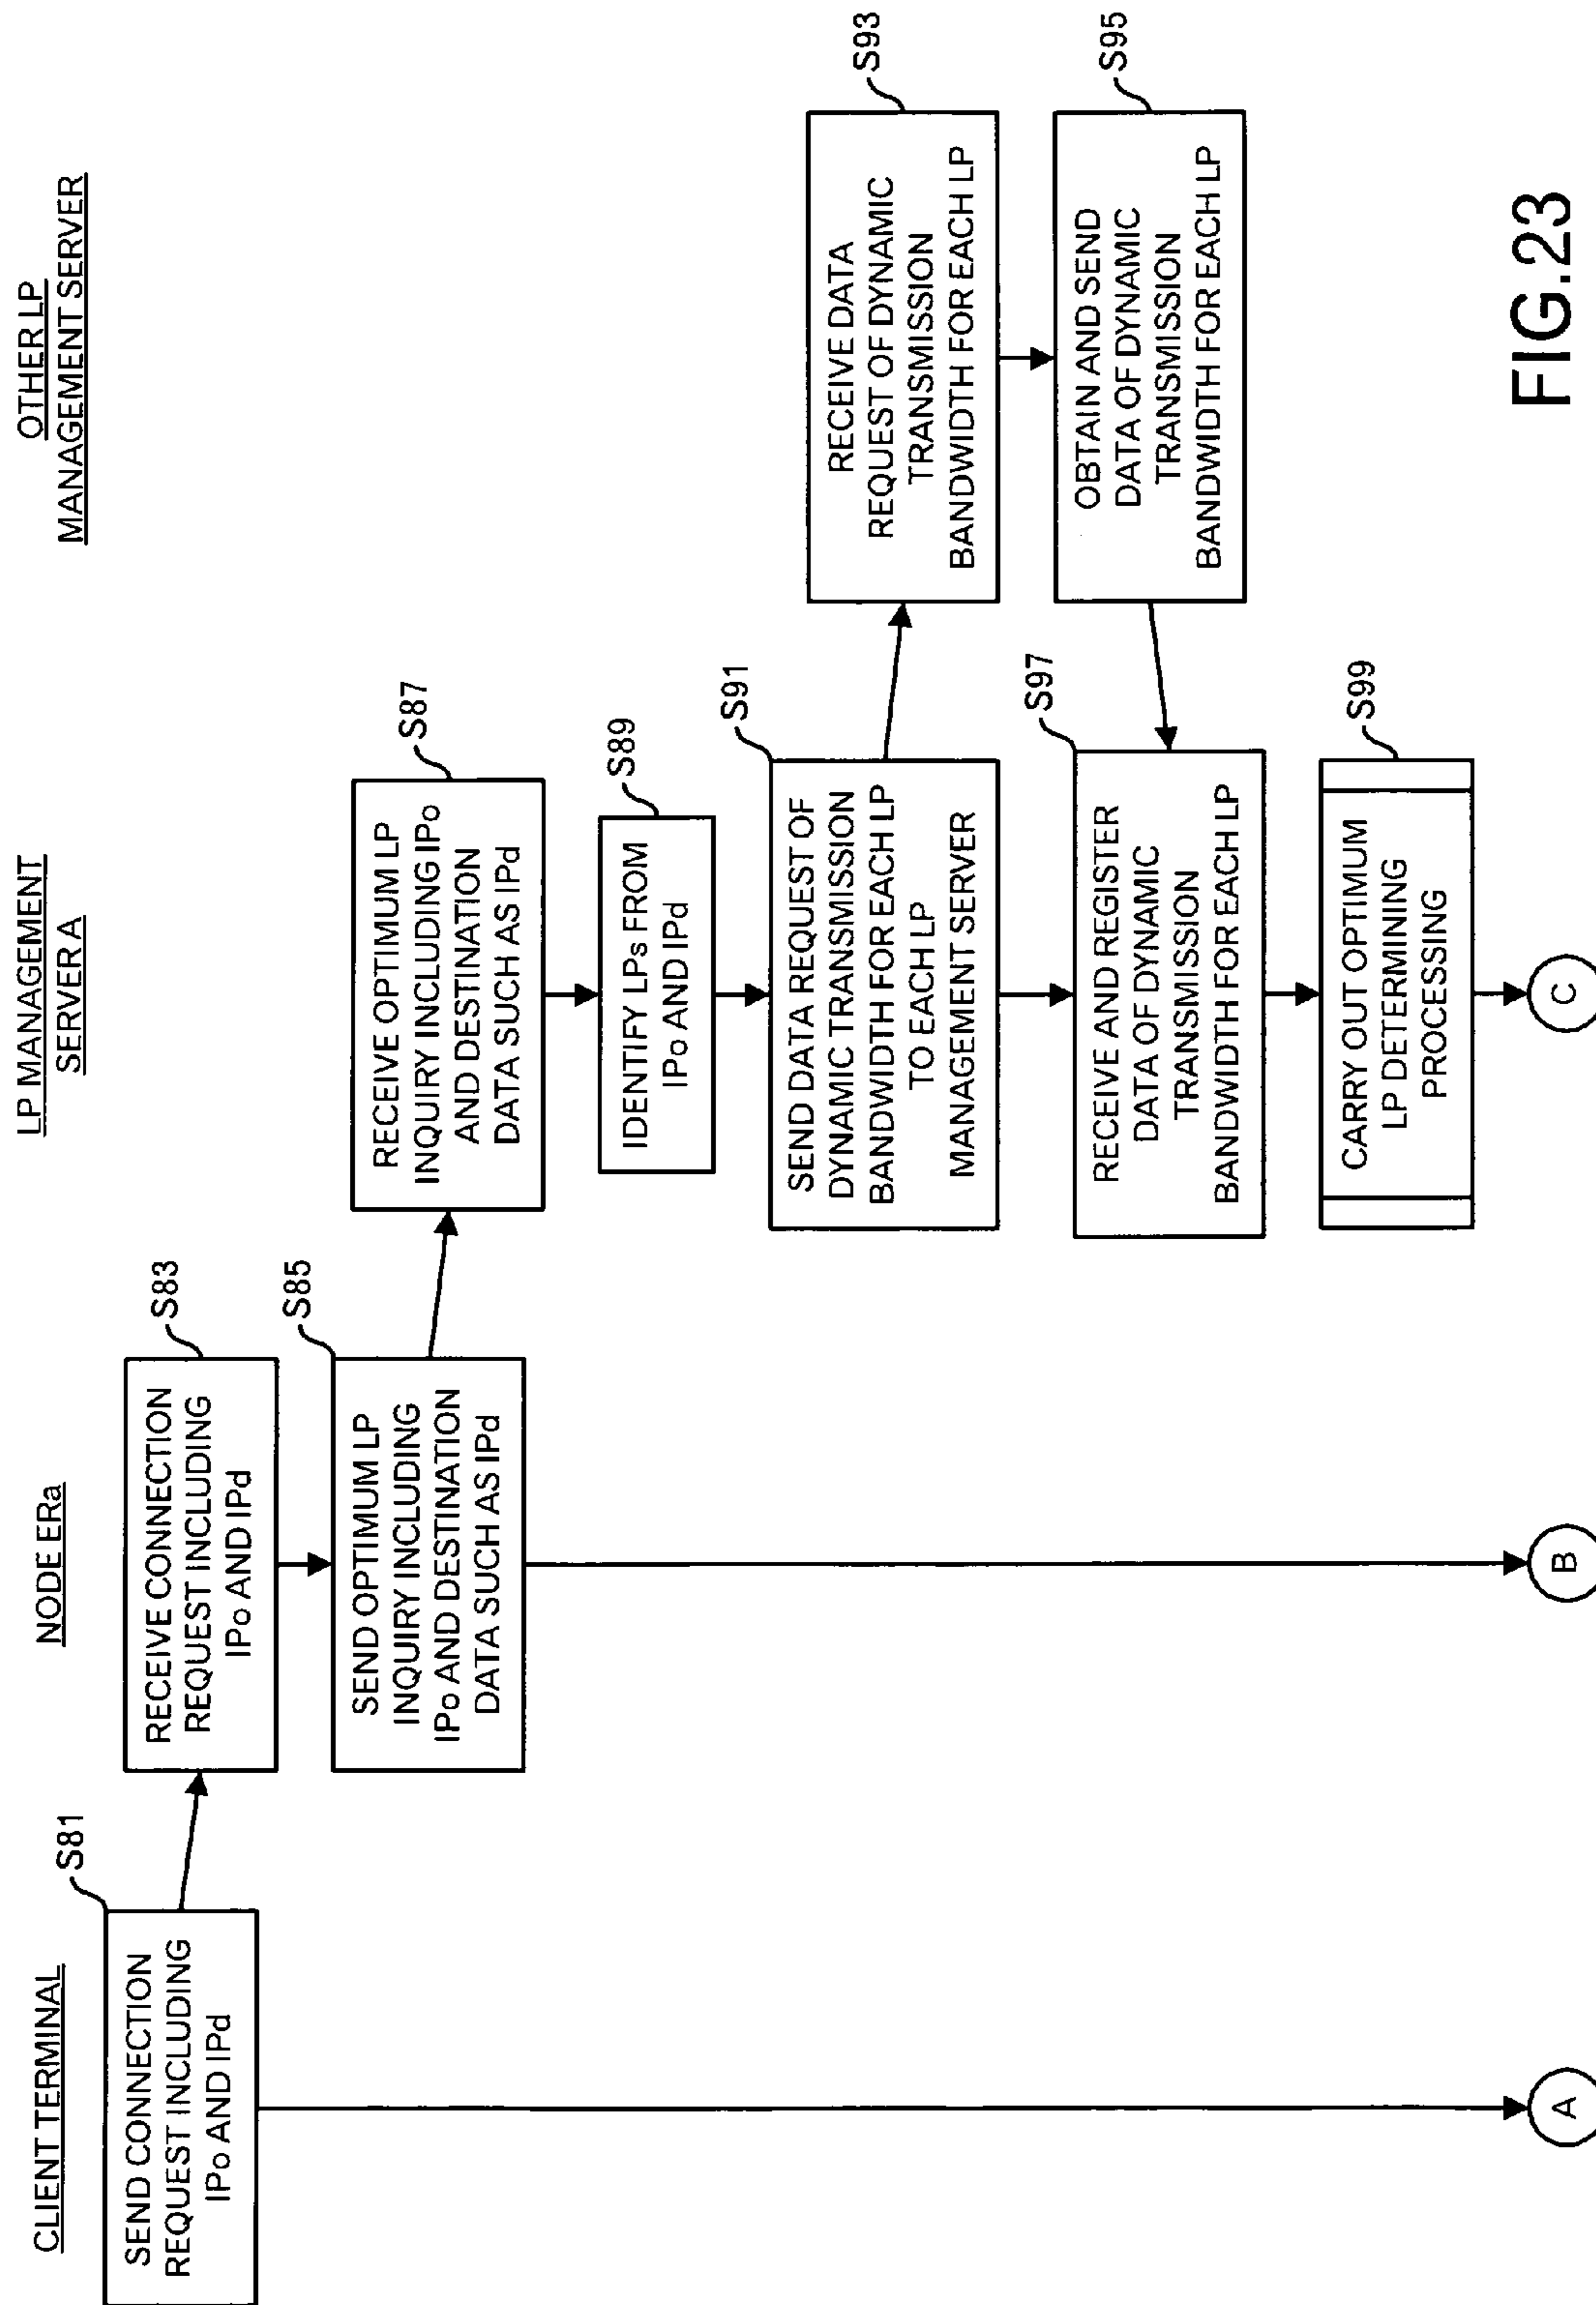 CLIENT TERMINAL
S81
SEND CONNECTION
REQUEST INCLUDING
IPo AND IPd
A
NODE ERa
S83
RECEIVE CONNECTION
REQUEST INCLUDING
IPo AND IPd
S85
SEND OPTIMUM LP
INQUIRY INCLUDING
IPo AND DESTINATION
DATA SUCH AS IPd
B
LP MANAGEMENT
SERVER A
S87
RECEIVE OPTIMUM LP
INQUIRY INCLUDING IPo
AND DESTINATION
DATA SUCH AS IPd
S89
IDENTIFY LPs FROM
IPo AND IPd
S91
SEND DATA REQUEST OF
DYNAMIC TRANSMISSION
BANDWIDTH FOR EACH LP
TO EACH LP
MANAGEMENT SERVER
S97
RECEIVE AND REGISTER
DATA OF DYNAMIC
TRANSMISSION
BANDWIDTH FOR EACH LP
S99
CARRY OUT OPTIMUM
LP DETERMINING
PROCESSING
C
OTHER LP
MANAGEMENT SERVER
S93
RECEIVE DATA
REQUEST OF DYNAMIC
TRANSMISSION
BANDWIDTH FOR EACH LP
S95
OBTAIN AND SEND
DATA OF DYNAMIC
TRANSMISSION
BANDWIDTH FOR EACH LP
FIG.23